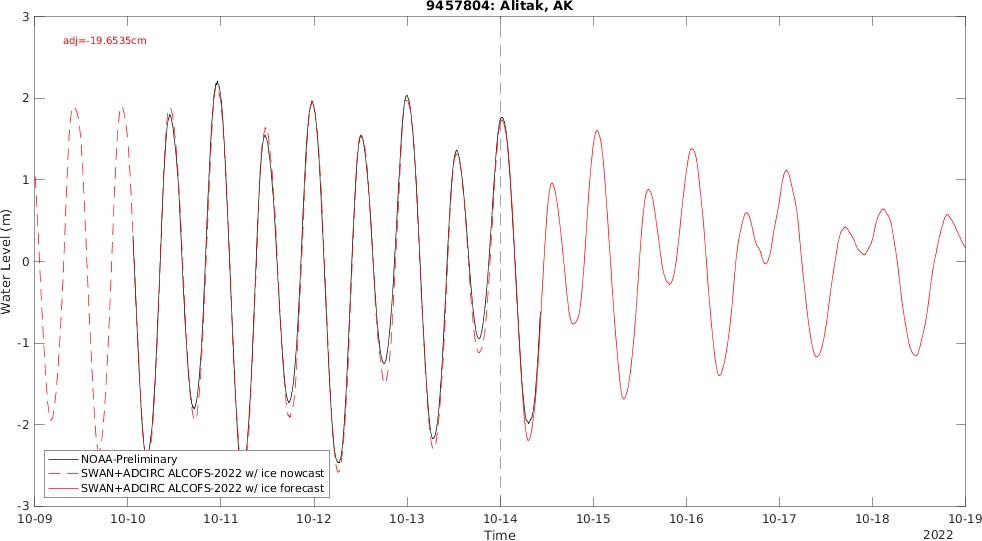 9457804: Alitak, AK
adj=-19.6535cm
3
2
1
0
-1
-2
-3
Water Level (m)
NOAA-Preliminary
SWAN+ADCIRC ALCOFS-2022 w/ ice nowcast
SWAN+ADCIRC ALCOFS-2022 w/ ice forecast
10-09 10-10 10-11 10-12 10-13 10-14 10-15 10-16 10-17 10-18 10-19
Time
2022